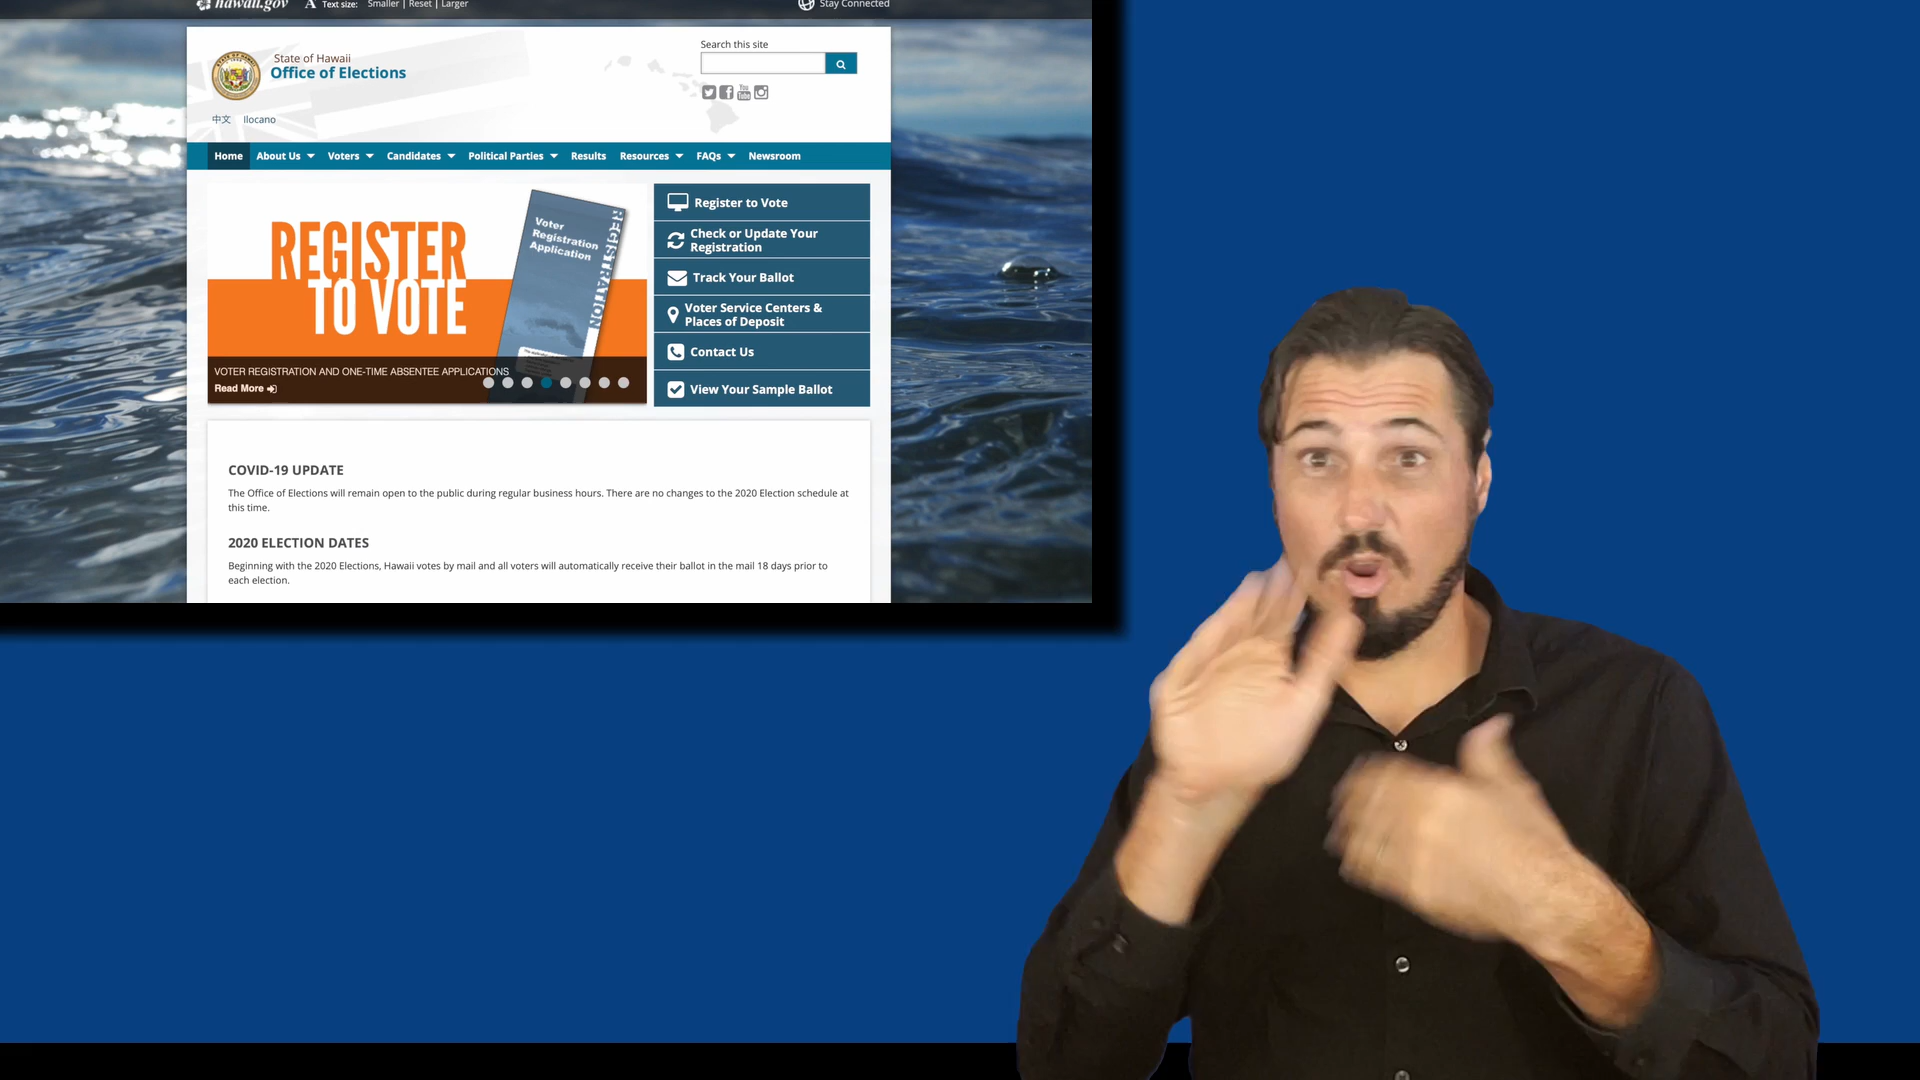 hawaii.gov A Text size: Smaller | Reset | Larger Stay Connected
State of Hawaii
Office of Elections
Search this site
中文 Ilocano
Home About Us Voters Candidates Political Parties Results Resources FAQs Newsroom
REGISTER
TO VOTE
Voter
Registration
Application
REGISTRATION
VOTER REGISTRATION AND ONE-TIME ABSENTEE APPLICATIONS
Read More
Register to Vote
Check or Update Your
Registration
Track Your Ballot
Voter Service Centers &
Places of Deposit
Contact Us
View Your Sample Ballot
COVID-19 UPDATE
The Office of Elections will remain open to the public during regular business hours. There are no changes to the 2020 Election schedule at
this time.
2020 ELECTION DATES
Beginning with the 2020 Elections, Hawaii votes by mail and all voters will automatically receive their ballot in the mail 18 days prior to
each election.